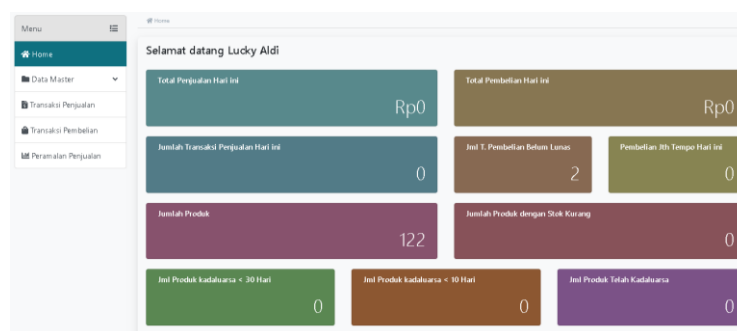 Menu
Home
Home
Data Master
Transaksi Penjualan
Transaksi Pembelian
Peramalan Penjualan
Selamat datang Lucky Aldi
Total Penjualan Hari ini
Rp0
Total Pembelian Hari ini
Rp0
Jumlah Transaksi Penjualan Hari ini
0
Jml T. Pembelian Belum Lunas
2
Pembelian Jth Tempo Hari ini
0
Jumlah Produk
122
Jumlah Produk dengan Stok Kurang
0
Jml Produk kadaluarsa < 30 Hari
0
Jml Produk kadaluarsa < 10 Hari
0
Jml Produk Telah Kadaluarsa
0